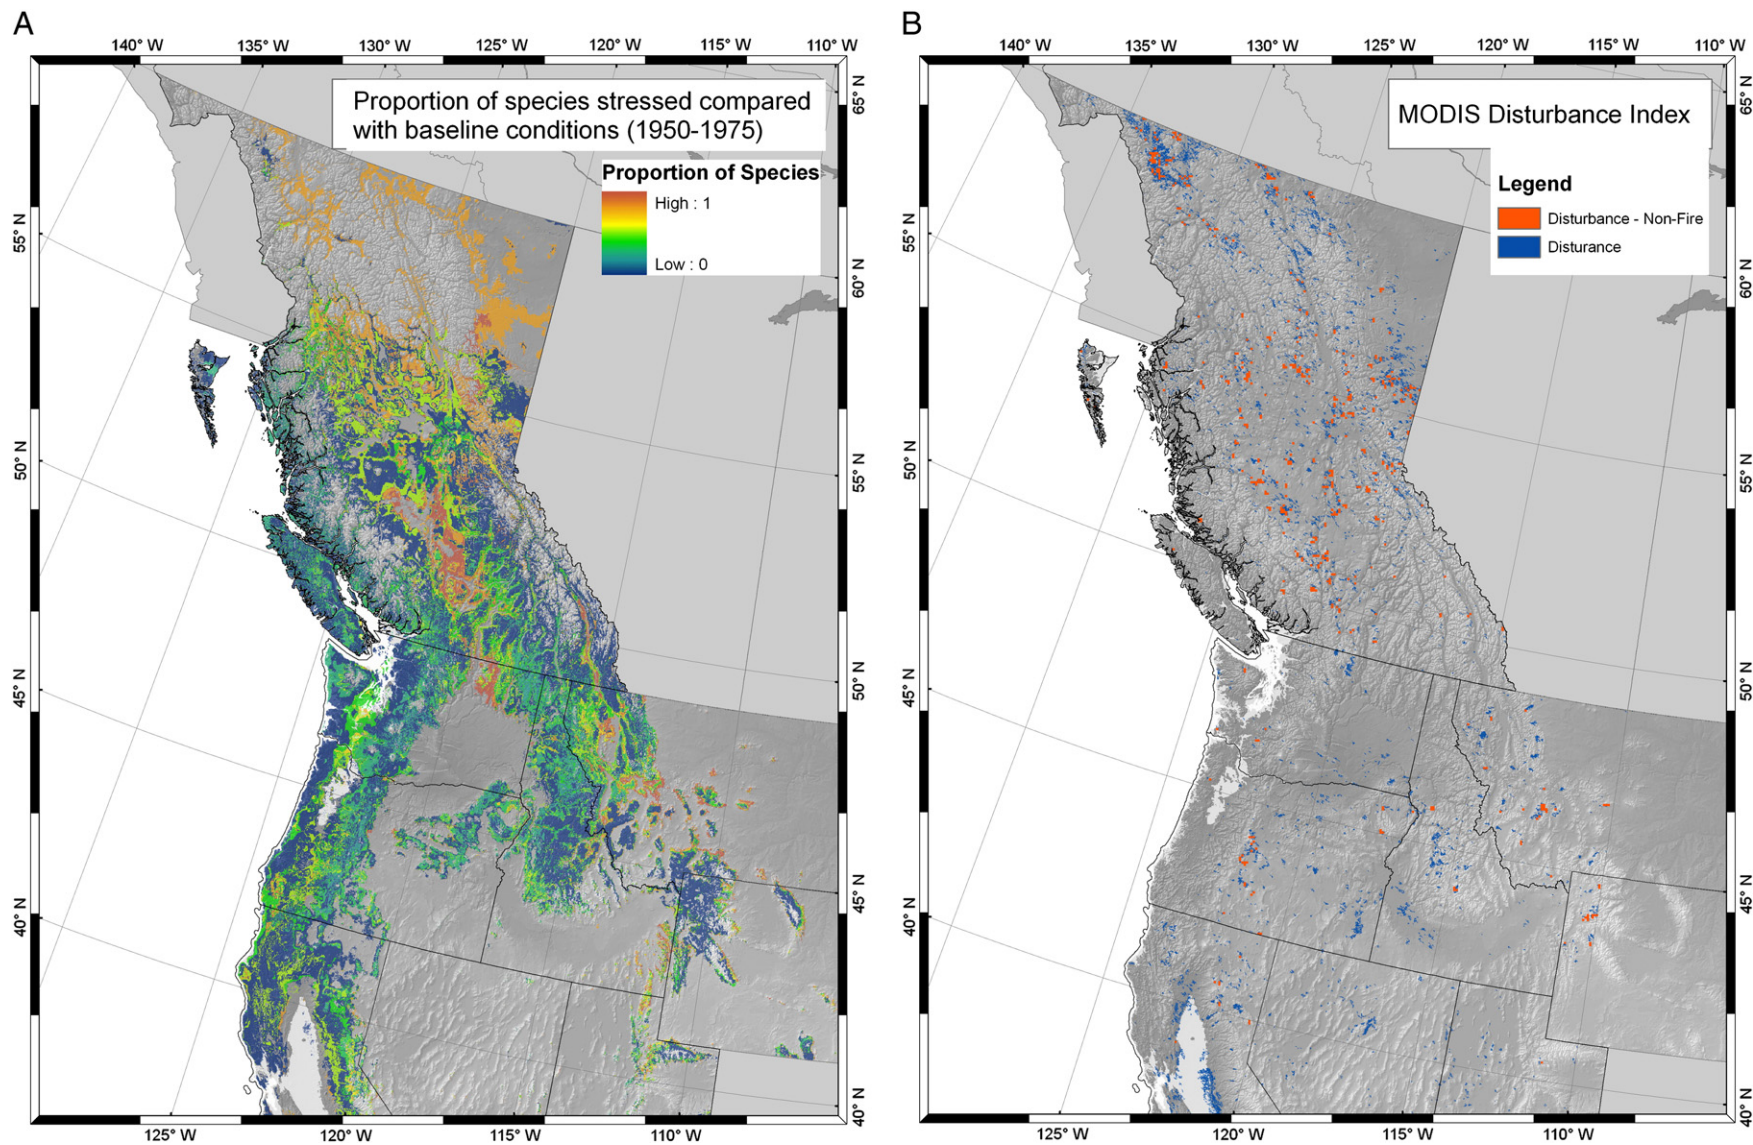 A
B
140° W 135° W 130° W 125° W 120° W 115° W 110° W
140° W 135° W 130° W 125° W 120° W 115° W 110° W
Proportion of species stressed compared
with baseline conditions (1950-1975)
Proportion of Species
High : 1
Low : 0
MODIS Disturbance Index
Legend
Disturbance - Non-Fire
Disturance
55° N
50° N
45° N
40° N
65° N
60° N
55° N
50° N
45° N
40° N
55° N
50° N
45° N
40° N
65° N
60° N
55° N
50° N
45° N
40° N
125° W 120° W 115° W 110° W
125° W 120° W 115° W 110° W